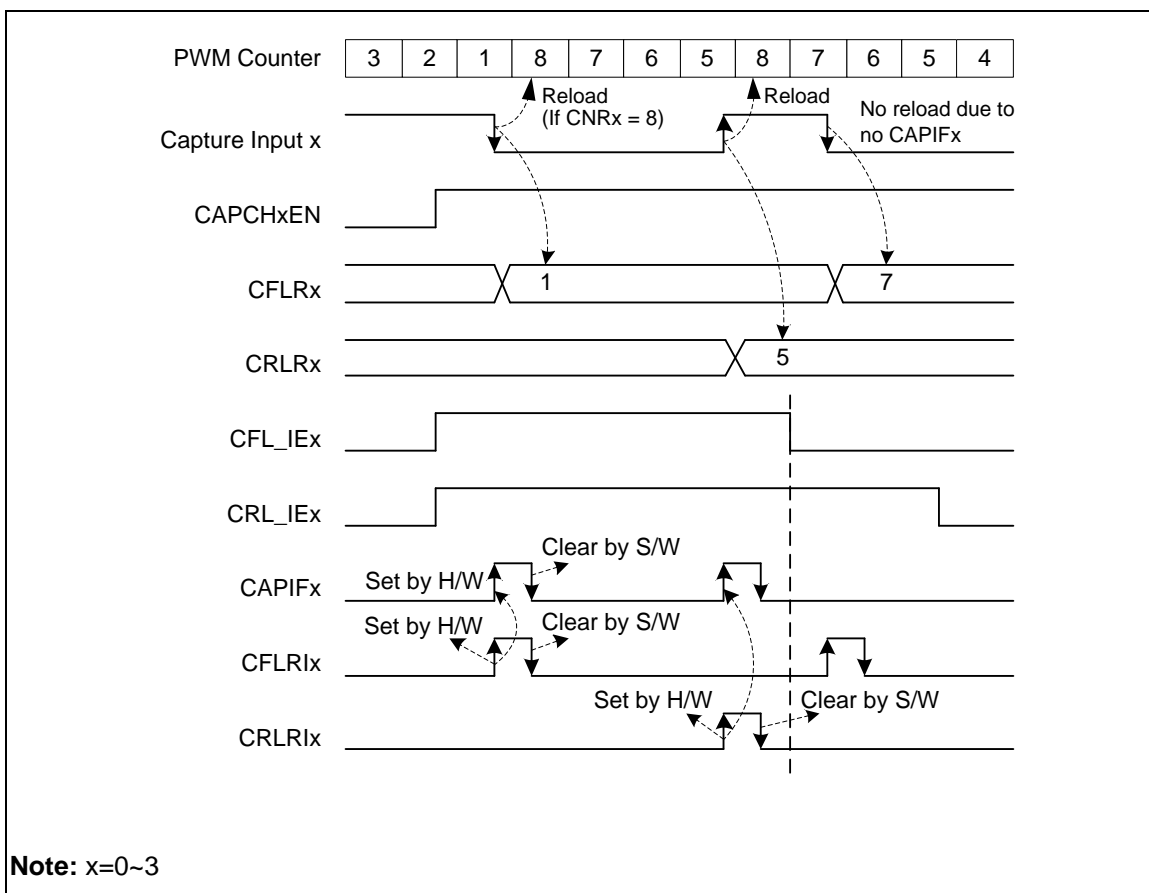 PWM Counter 3 2 1 8 7 6 5 8 7 6 5 4
Reload
(If CNRx = 8)
Reload
No reload due to
no CAPIFx
Capture Input x
CAPCHxEN
CFLRx 1 7
CRLRx 5
CFL_IEx
CRL_IEx
Clear by S/W
CAPIFx Set by H/W
Set by H/W Clear by S/W
CFLRIx
Set by H/W Clear by S/W
CRLRIx
Note: x=0~3